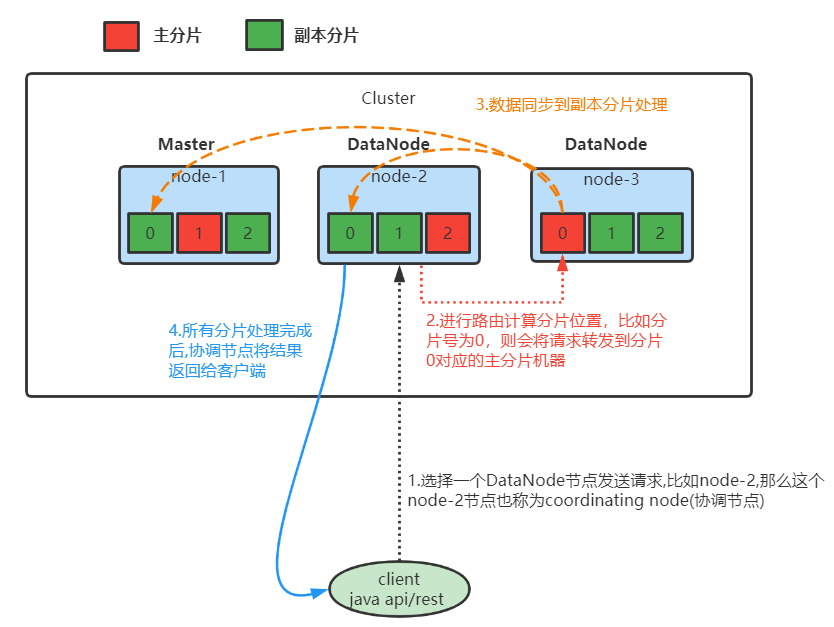 主分片
副本分片
Cluster
3.数据同步到副本分片处理
Master
DataNode
DataNode
node-1
node-2
node-3
0
1
2
0
1
2
0
1
2
4.所有分片处理完成
后,协调节点将结果
返回给客户端
2.进行路由计算分片位置，比如分
片号为0，则会将请求转发到分片
0对应的主分片机器
1.选择一个DataNode节点发送请求,比如node-2,那么这个
node-2节点也称为coordinating node(协调节点)
client
java api/rest